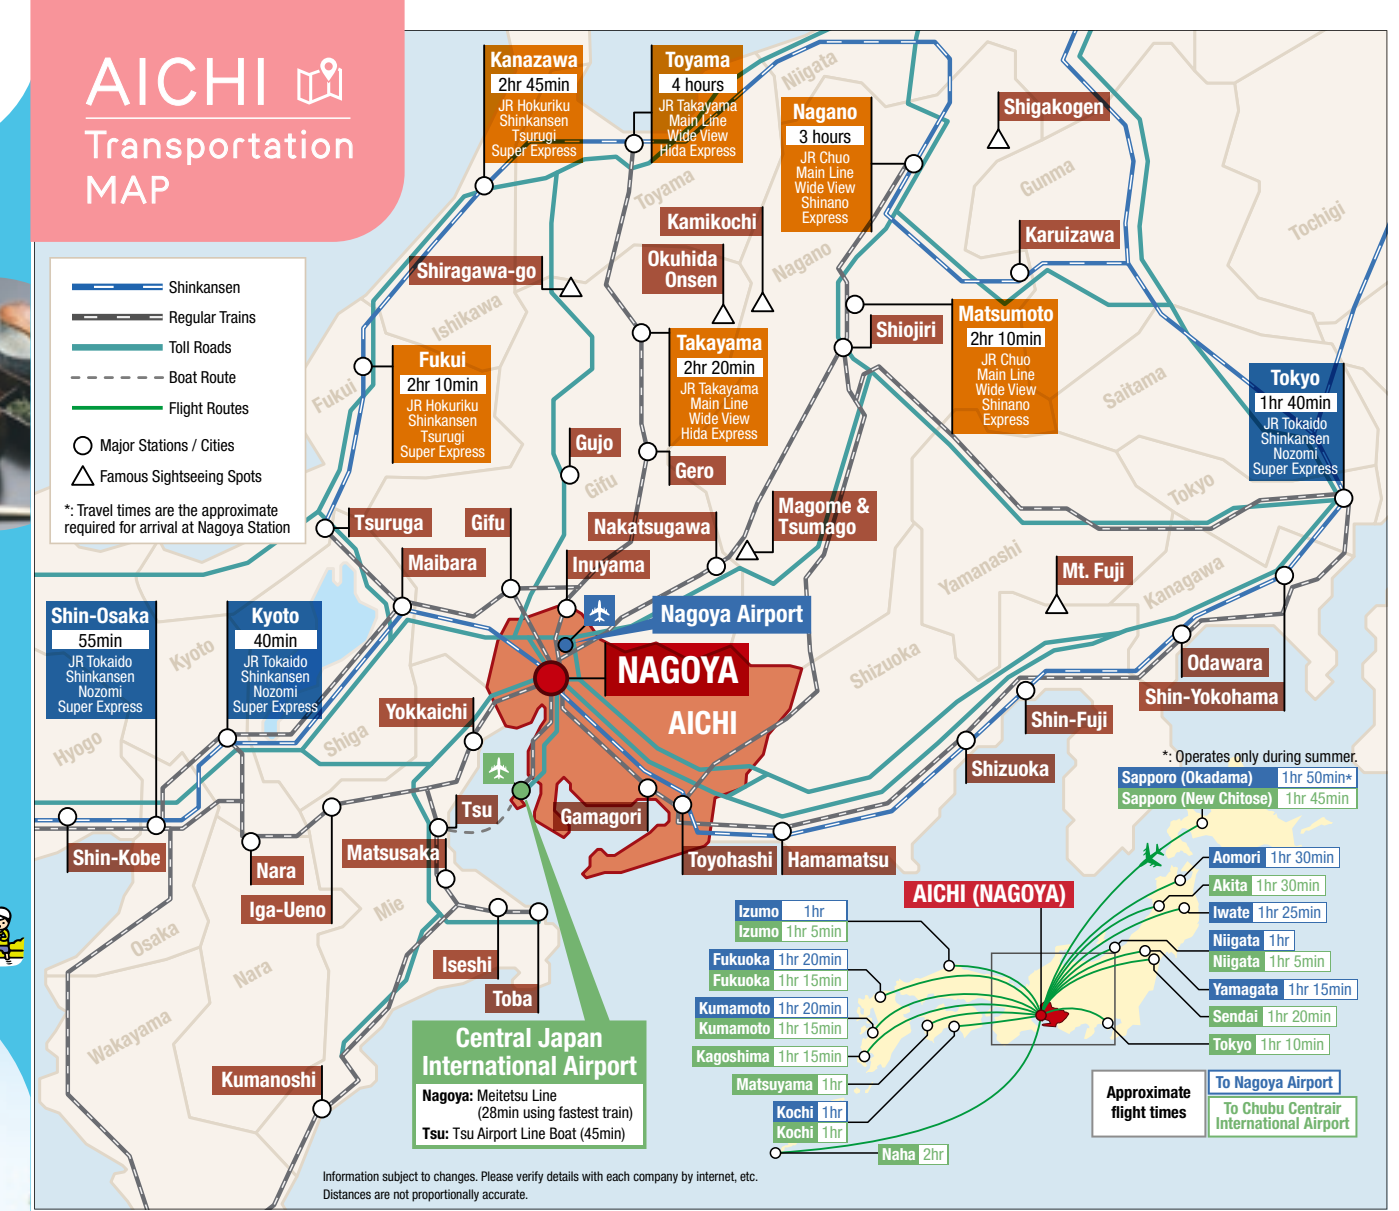 AICHI
Transportation
MAP
Shinkansen
Regular Trains
Toll Roads
Boat Route
Flight Routes
Major Stations / Cities
Famous Sightseeing Spots
*: Travel times are the approximate
required for arrival at Nagoya Station
Kanazawa
2hr 45min
JR Hokuriku
Shinkansen
Tsurugi
Super Express
Toyama
4 hours
JR Takayama
Main Line
Wide View
Hida Express
Nagano
3 hours
JR Chuo
Main Line
Wide View
Shinano
Express
Niigata
Shigakogen
Gunma
Tochigi
Toyama
Kamikochi
Okuhida
Onsen
Nagano
Karuizawa
Shiragawa-go
Ishikawa
Shiojiri
Matsumoto
2hr 10min
JR Chuo
Main Line
Wide View
Shinano
Express
Takayama
2hr 20min
JR Takayama
Main Line
Wide View
Hida Express
Fukui
2hr 10min
JR Hokuriku
Shinkansen
Tsurugi
Super Express
Fukui
Saitama
Tokyo
1hr 40min
JR Tokaido
Shinkansen
Nozomi
Super Express
Gujo
Gero
Gifu
Tokyo
Tsuruga
Gifu
Nakatsugawa
Magome &
Tsumago
Maibara
Inuyama
Yamanashi
Mt. Fuji
Kanagawa
Shin-Osaka
55min
JR Tokaido
Shinkansen
Nozomi
Super Express
Kyoto
40min
JR Tokaido
Shinkansen
Nozomi
Super Express
Kyoto
Nagoya Airport
NAGOYA
AICHI
Shizuoka
Odawara
Shin-Yokohama
Shin-Fuji
Shizuoka
Yokkaichi
Shiga
Hyogo
Tsu
Gamagori
Toyohashi
Hamamatsu
Matsusaka
Shin-Kobe
Nara
Iga-Ueno
Mie
Osaka
Nara
Iseshi
Toba
Wakayama
Kumanoshi
Central Japan
International Airport
Nagoya: Meitetsu Line
(28min using fastest train)
Tsu: Tsu Airport Line Boat (45min)
*: Operates only during summer.
Sapporo (Okadama) 1hr 50min*
Sapporo (New Chitose) 1hr 45min
Aomori 1hr 30min
Akita 1hr 30min
Iwate 1hr 25min
Niigata 1hr
Niigata 1hr 5min
Yamagata 1hr 15min
Sendai 1hr 20min
Tokyo 1hr 10min
AICHI (NAGOYA)
Izumo 1hr
Izumo 1hr 5min
Fukuoka 1hr 20min
Fukuoka 1hr 15min
Kumamoto 1hr 20min
Kumamoto 1hr 15min
Kagoshima 1hr 15min
Matsuyama 1hr
Kochi 1hr
Kochi 1hr
Naha 2hr
Approximate
flight times
To Nagoya Airport
To Chubu Centrair
International Airport
Information subject to changes. Please verify details with each company by internet, etc.
Distances are not proportionally accurate.